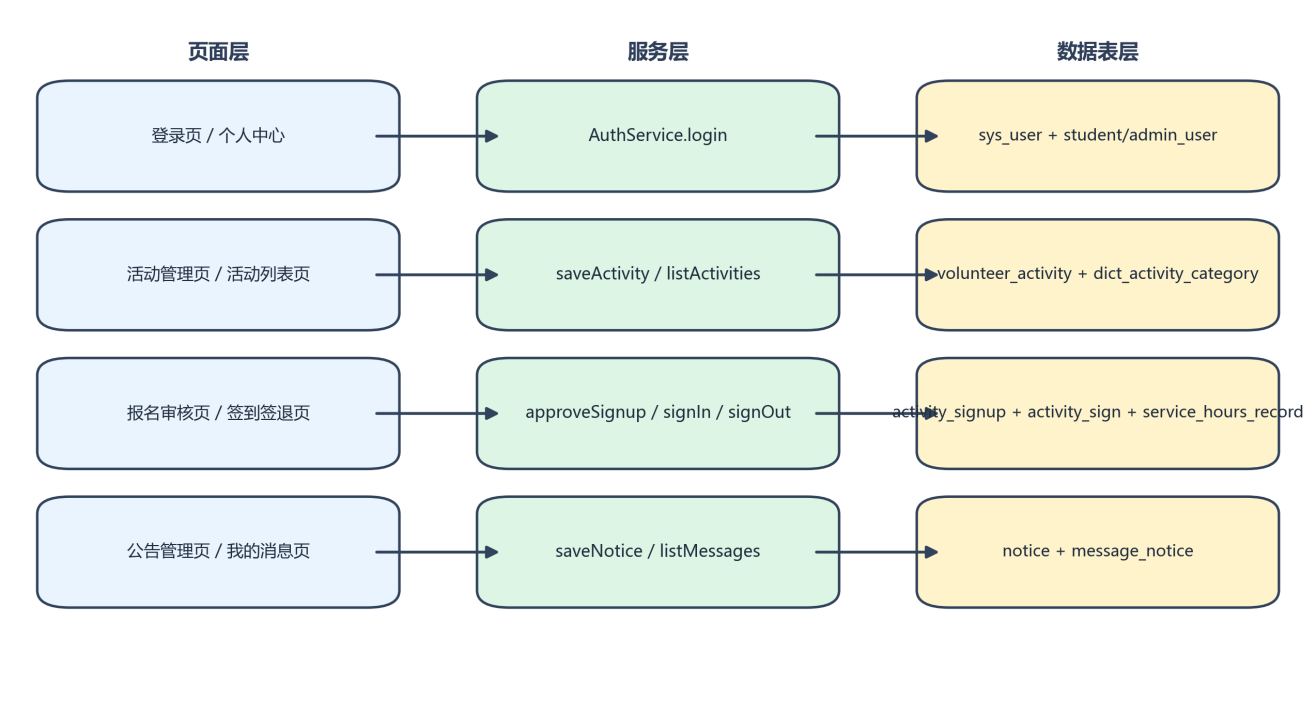 页面层
服务层
数据表层
登录页 / 个人中心
AuthService.login
sys_user + student/admin_user
活动管理页 / 活动列表页
saveActivity / listActivities
volunteer_activity + dict_activity_category
报名审核页 / 签到签退页
approveSignup / signIn / signOut
activity_signup + activity_sign + service_hours_record
公告管理页 / 我的消息页
saveNotice / listMessages
notice + message_notice